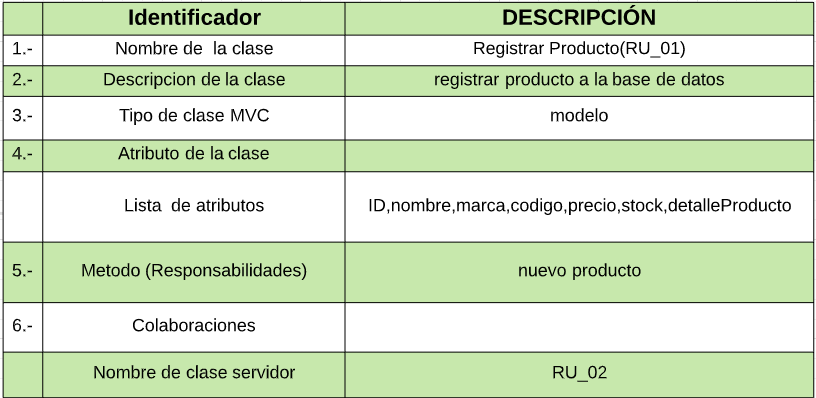 Identificador DESCRIPCIÓN
1.- Nombre de la clase Registrar Producto(RU_01)
2.- Descripcion de la clase registrar producto a la base de datos
3.- Tipo de clase MVC modelo
4.- Atributo de la clase
Lista de atributos ID,nombre,marca,codigo,precio,stock,detalleProducto
5.- Metodo (Responsabilidades) nuevo producto
6.- Colaboraciones
Nombre de clase servidor RU_02